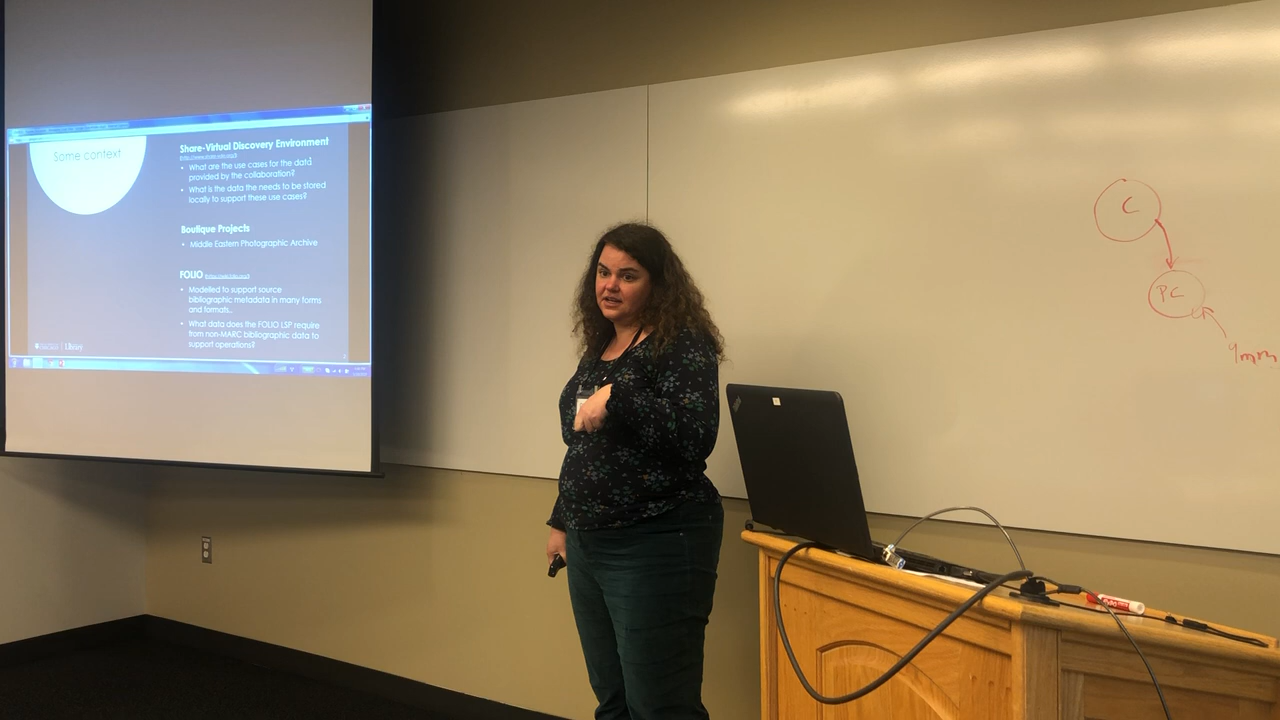 Some context
Share-Virtual Discovery Environment
• What are the use cases for the data
provided by the collaboration?
• What is the data the needs to be stored
locally to support these use cases?
Boutique Projects
• Middle Eastern Photographic Archive
FOLIO
• Modelled to support source
bibliographic metadata in many forms
and formats..
• What data does the FOLIO LSP require
from non-MARC bibliographic data to
support operations?
Library
C
PC
9mm